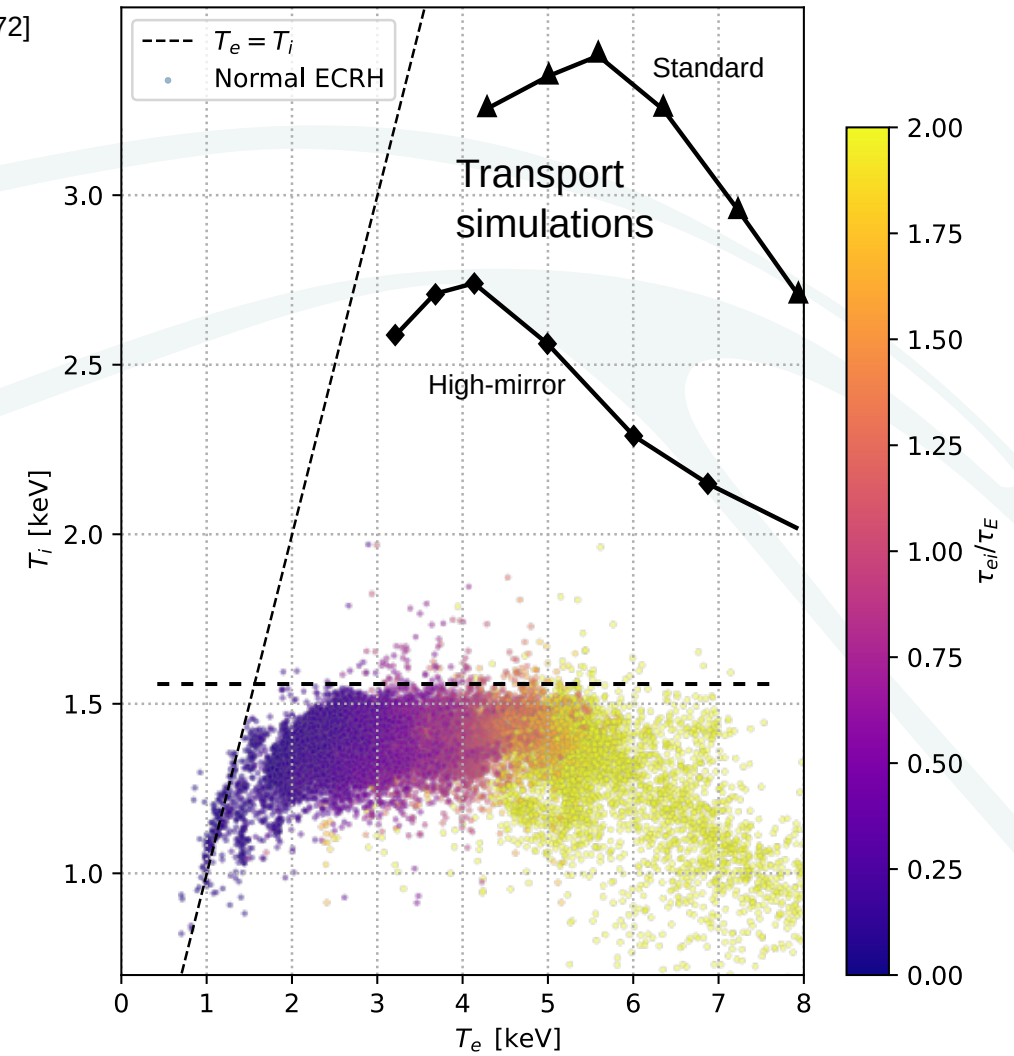 72]
T_e = T_i
Normal ECRH
Standard
Transport
simulations
High-mirror
3.0
2.5
2.0
1.5
1.0
T_i [keV]
0
1
2
3
4
5
6
7
8
T_e [keV]
2.00
1.75
1.50
1.25
1.00
0.75
0.50
0.25
0.00
τ_ei/τ_E